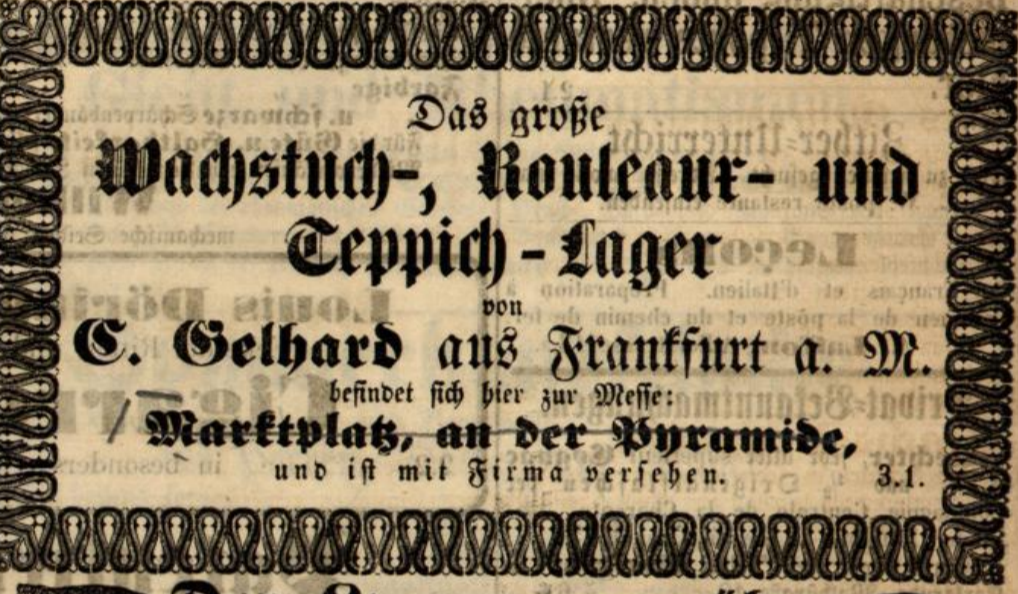 Das große
Wachstuch-, Rouleaux- und
Teppich-Lager
von
C. Gelhard aus Frankfurt a. M.
befindet sich hier zur Messe:
Marktplatz, an der Pyramide,
und ist mit Firma versehen. 3.1.